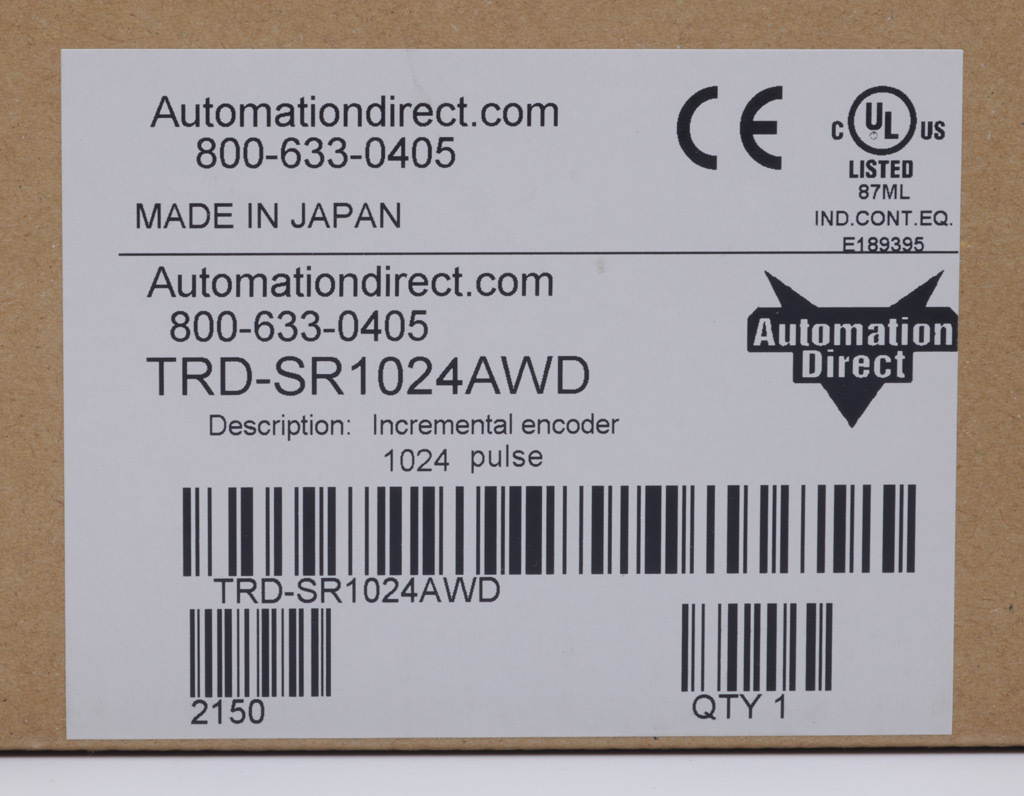 Automationdirect.com
800-633-0405
MADE IN JAPAN
CE
C UL US
LISTED
87ML
IND.CONT.EQ.
E189395
Automationdirect.com
800-633-0405
TRD-SR1024AWD
Automation
Direct
Description: Incremental encoder
1024 pulse
TRD-SR1024AWD
2150
QTY 1